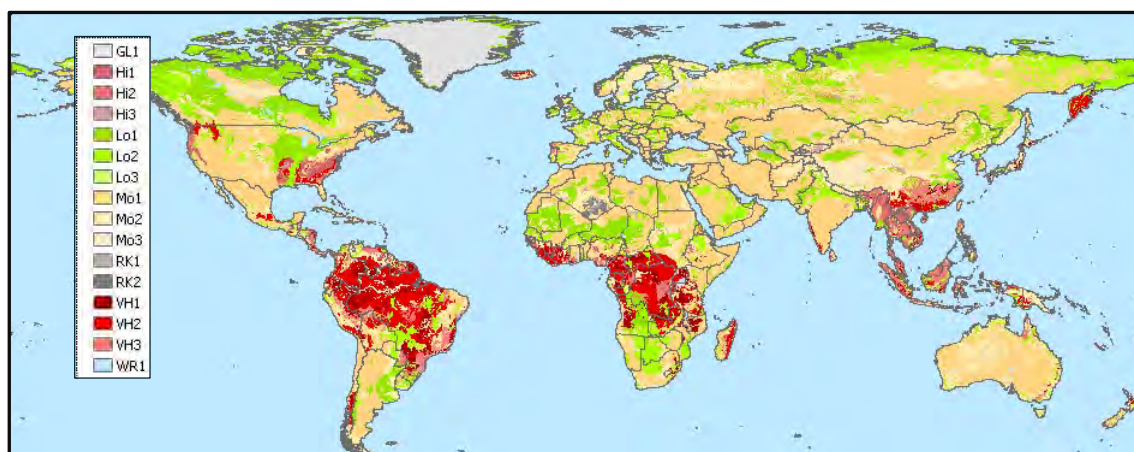 GL1
Hi1
Hi2
Hi3
Lo1
Lo2
Lo3
Mo1
Mo2
Mo3
RK1
RK2
VH1
VH2
VH3
WR1